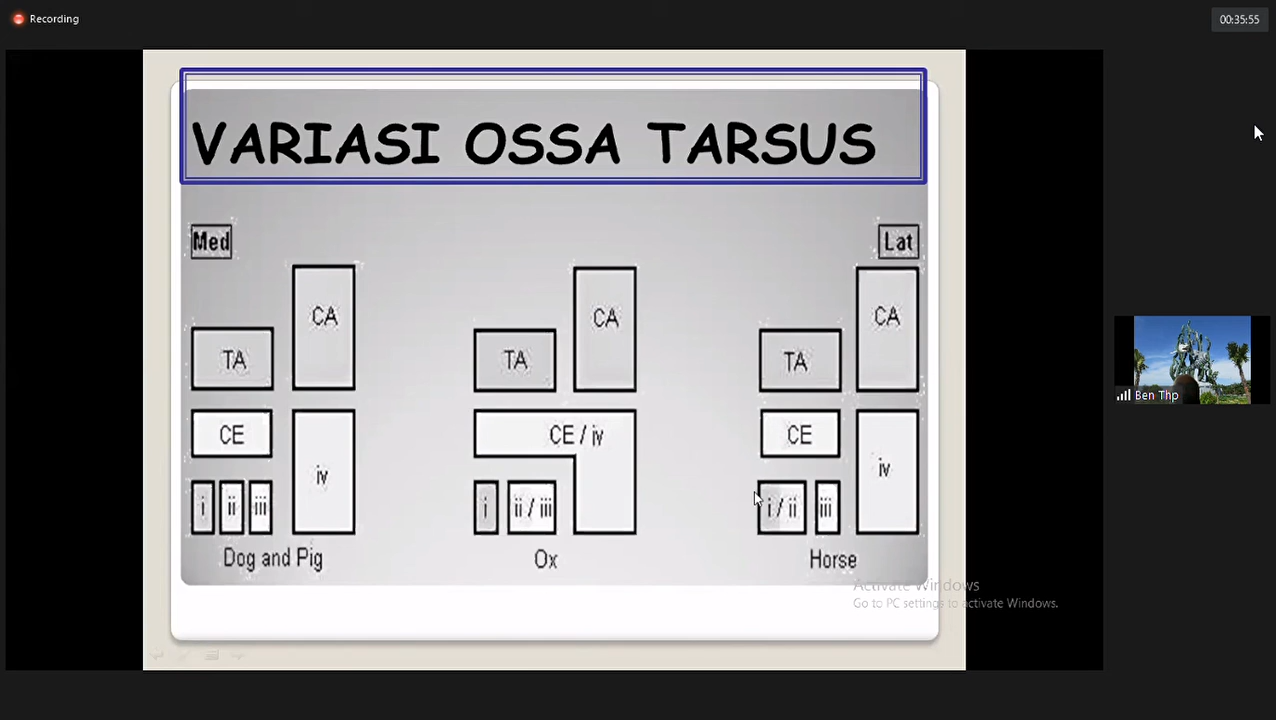 Recording
00:35:55
VARIASI OSSA TARSUS
Med
Lat
CA
TA
CE
iv
i
ii
iii
Dog and Pig
CA
TA
CE / iv
i
ii / iii
Ox
CA
TA
CE
iv
i / ii
iii
Horse
Activate Windows
Go to PC settings to activate Windows.
Ben Thp